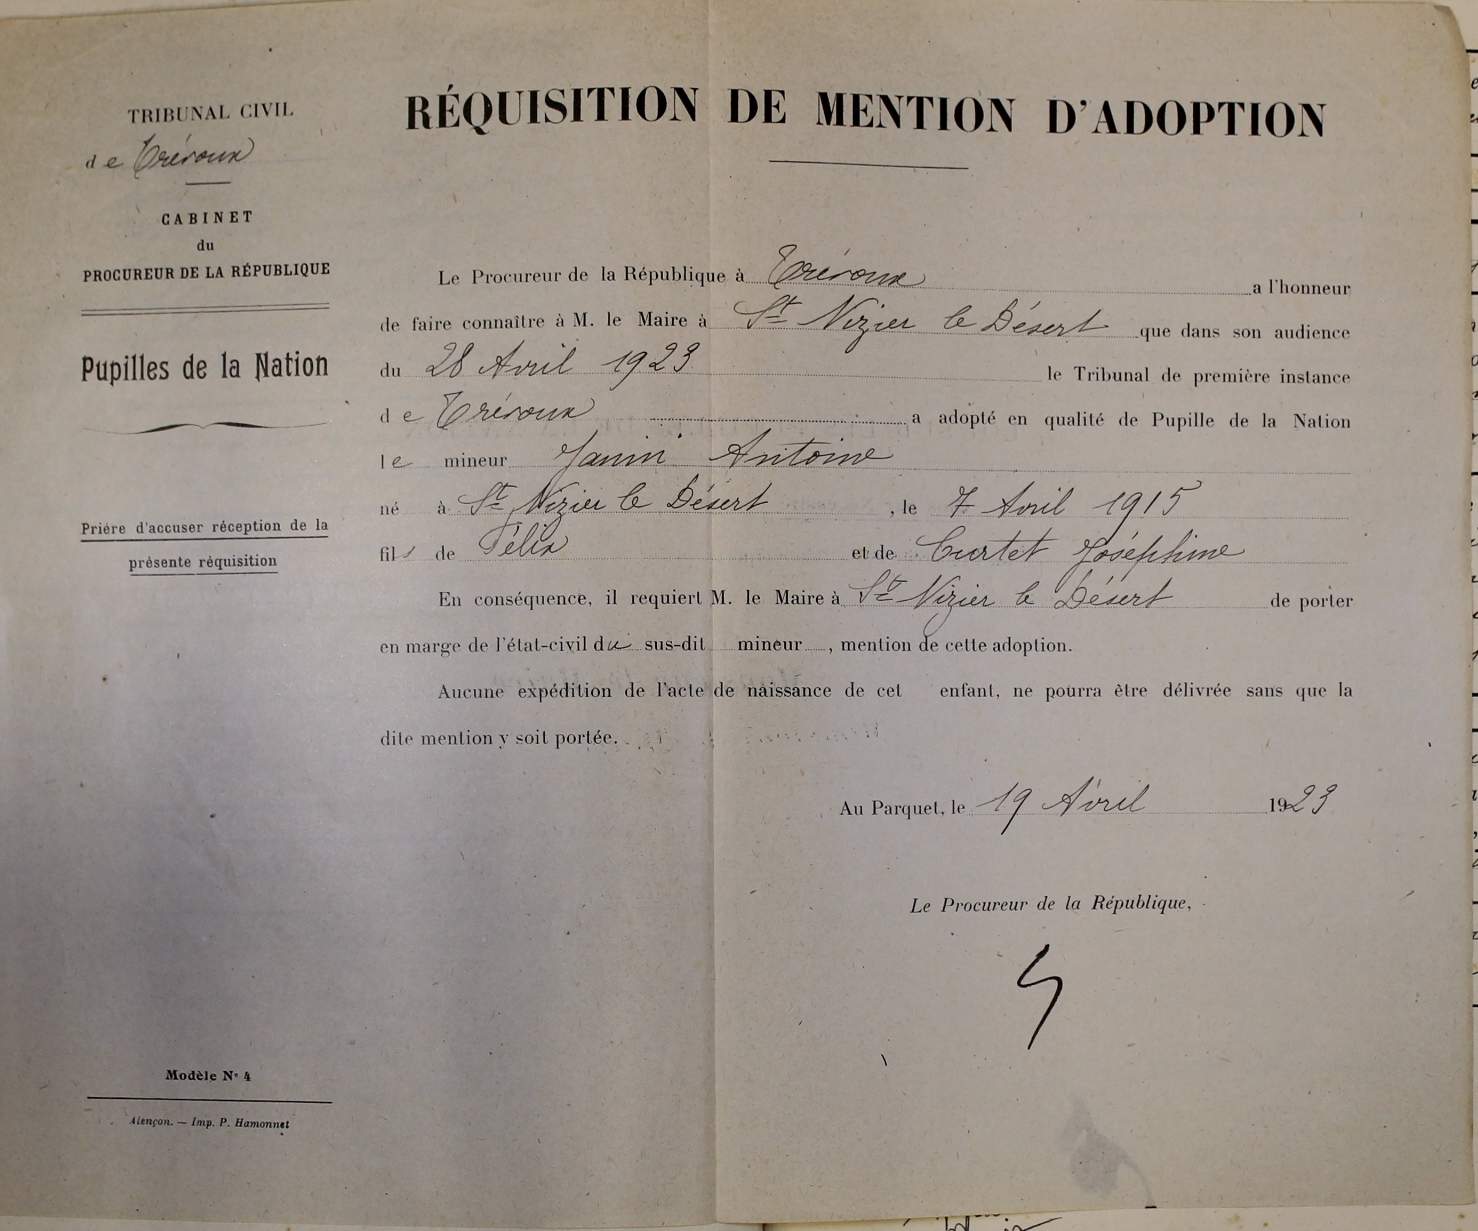 TRIBUNAL CIVIL
de Trévoux
CABINET
du
PROCUREUR DE LA RÉPUBLIQUE
Pupilles de la Nation
Prière d'accuser réception de la
présente réquisition
Modèle N° 4
Alençon. — Imp. P. Hamonnet
RÉQUISITION DE MENTION D'ADOPTION
Le Procureur de la République à Trévoux a l'honneur
de faire connaître à M. le Maire à St Nizier le Désert que dans son audience
du 28 Avril 1923 le Tribunal de première instance
de Trévoux a adopté en qualité de Pupille de la Nation
le mineur Janin Antoine
né à St Nizier le Désert, le 7 Avril 1915
fils de Félix et de Curtet Joséphine
En conséquence, il requiert M. le Maire à St Nizier le Désert de porter
en marge de l'état-civil du sus-dit mineur, mention de cette adoption.
Aucune expédition de l'acte de naissance de cet enfant, ne pourra être délivrée sans que la
dite mention y soit portée.
Au Parquet, le 19 Avril 1923
Le Procureur de la République,